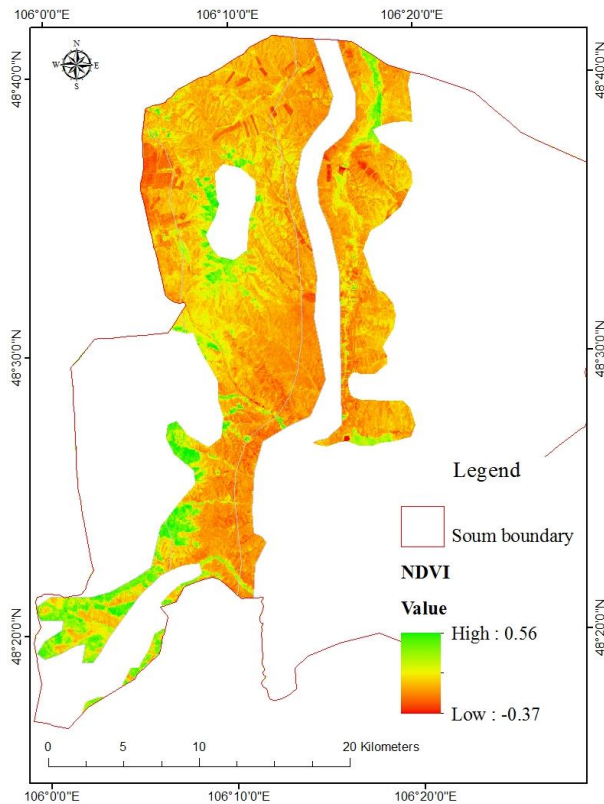 106°0'0"E 106°10'0"E 106°20'0"E
N
W E
S
48°40'0"N 48°40'0"N
48°30'0"N 48°30'0"N
48°20'0"N 48°20'0"N
Legend
Soum boundary
NDVI
Value
High : 0.56
Low : -0.37
0 5 10 20 Kilometers
106°0'0"E 106°10'0"E 106°20'0"E